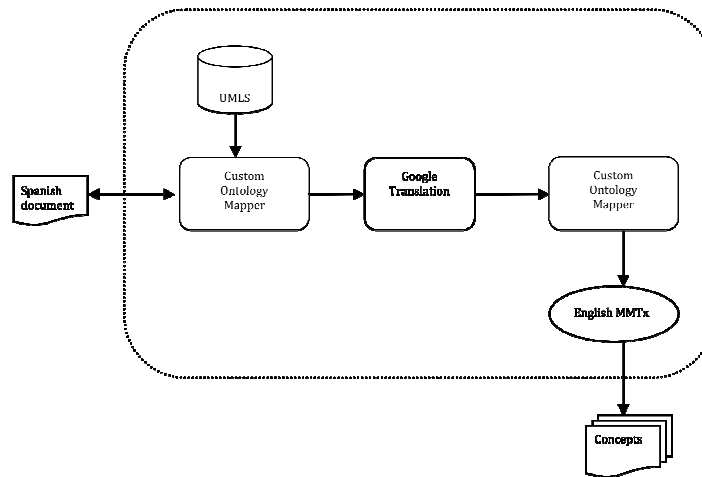 UMLS
Spanish
document
Custom
Ontology
Mapper
Google
Translation
Custom
Ontology
Mapper
English MMTx
Concepts